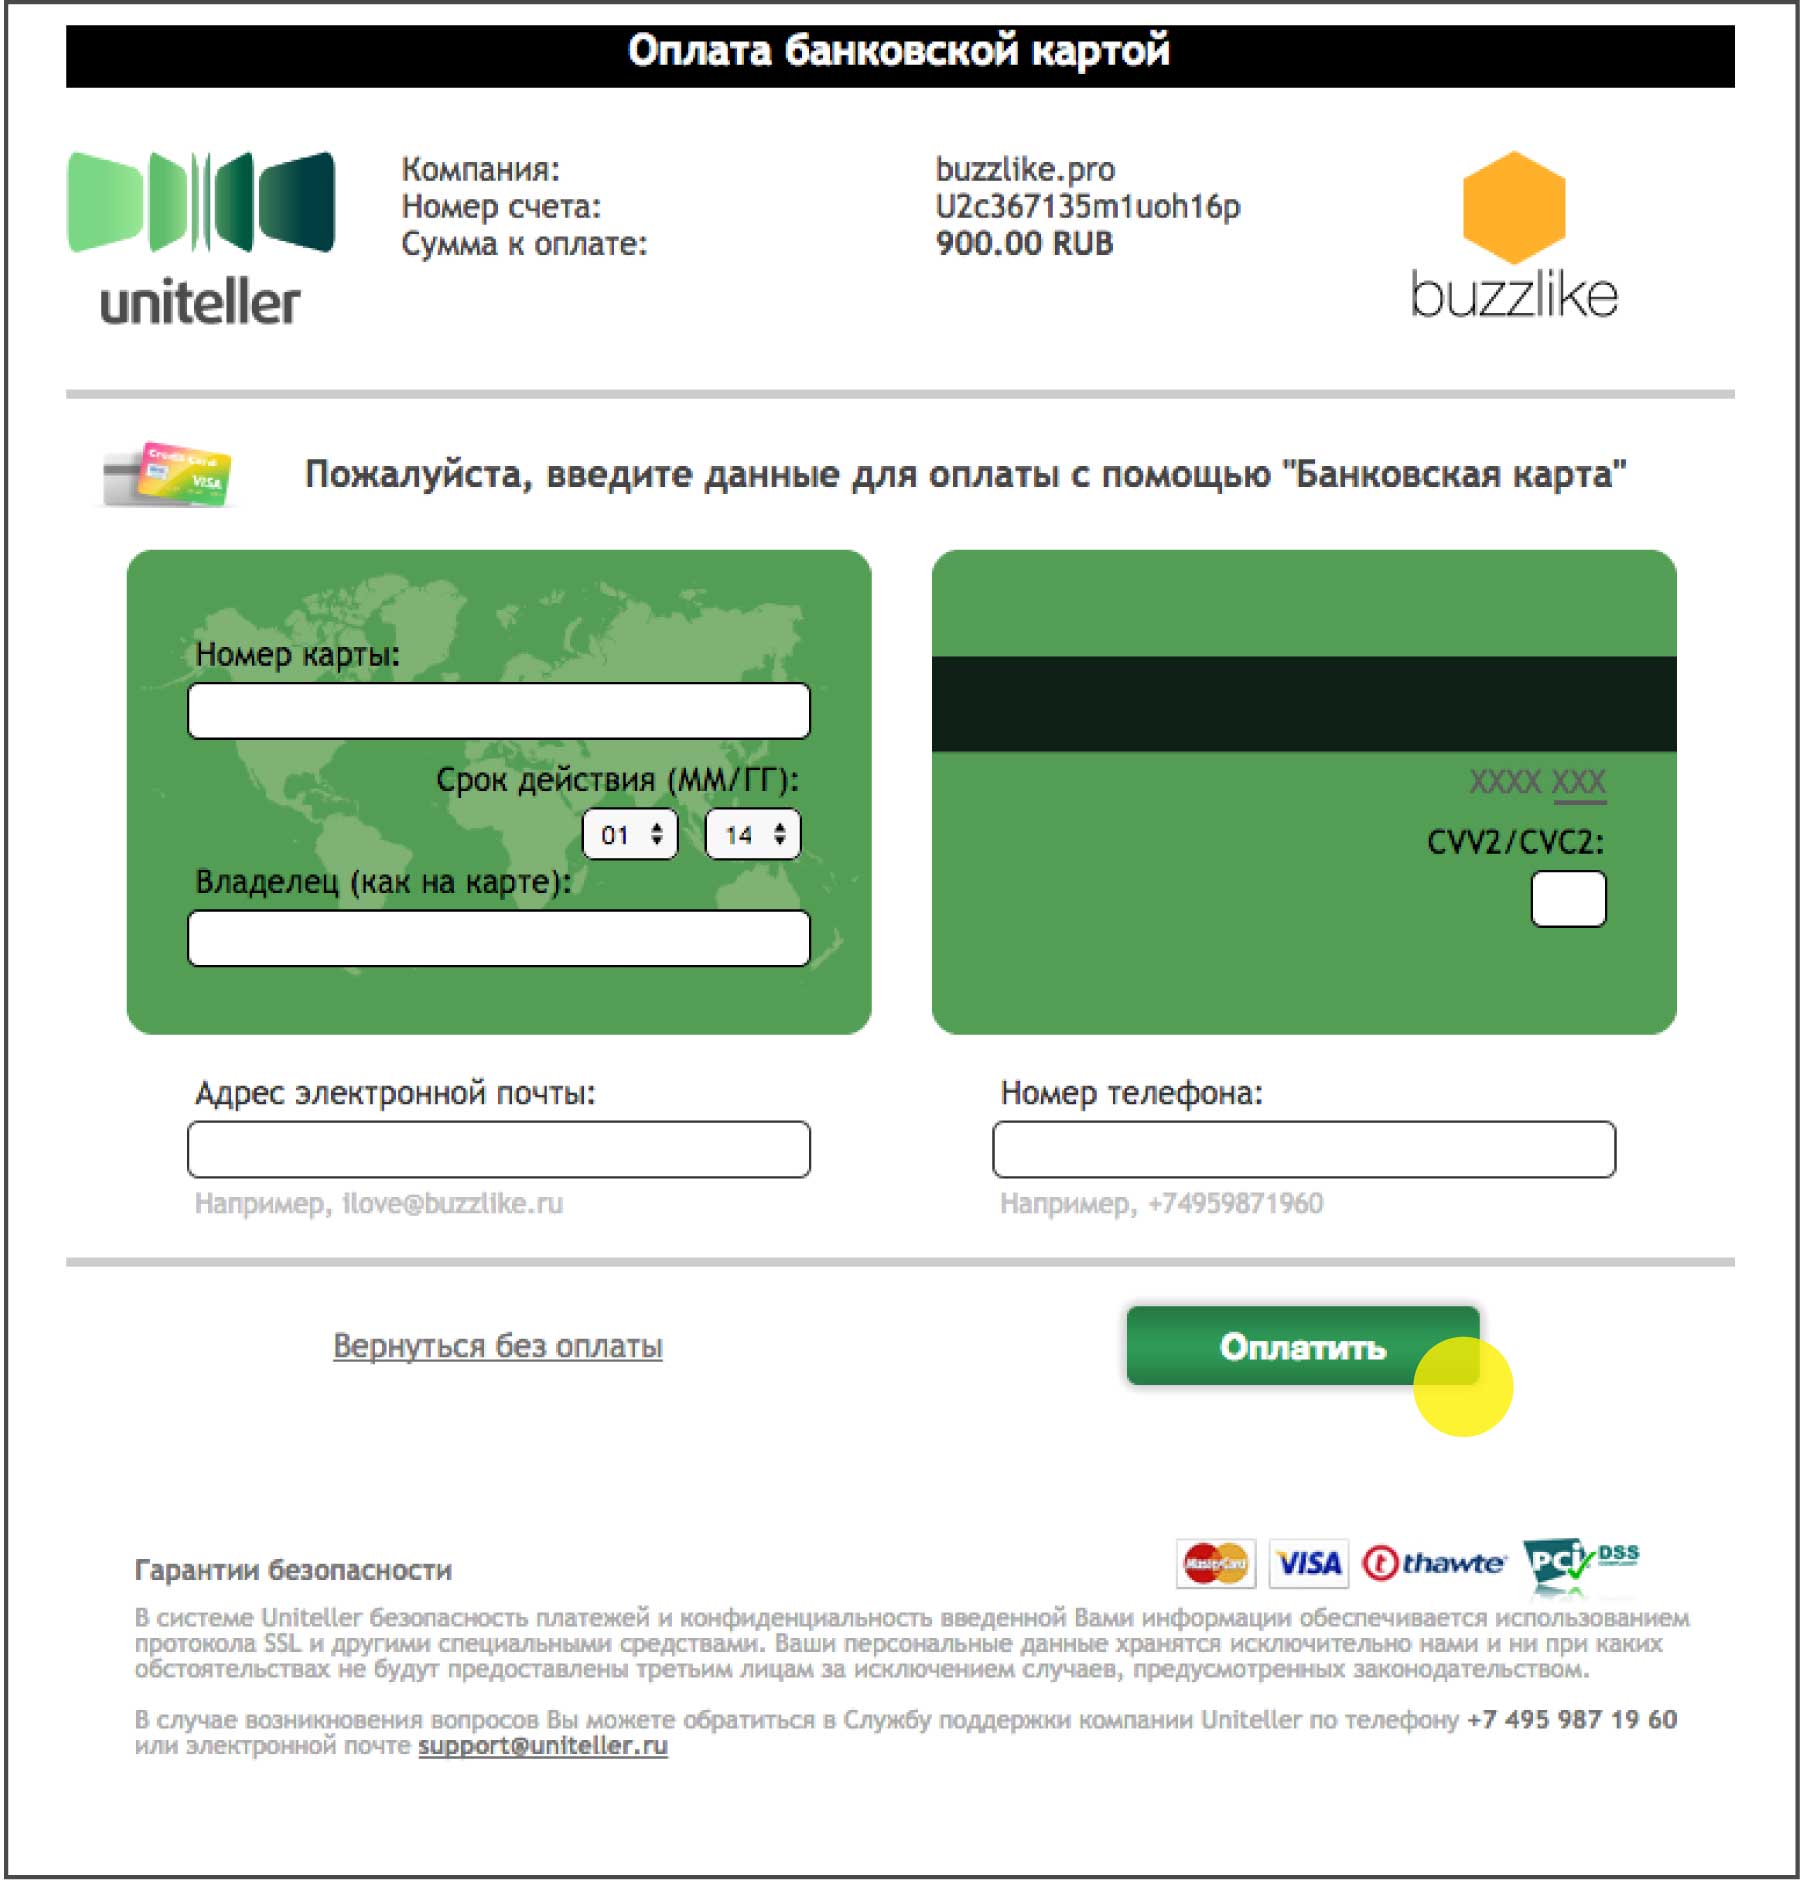 Оплата банковской картой
uniteller
Компания:
Номер счета:
Сумма к оплате:
buzzlike.pro
U2c367135m1uoh16p
900.00 RUB
buzzlike
Credit Card
VISA
Пожалуйста, введите данные для оплаты с помощью "Банковская карта"
Номер карты:
Срок действия (ММ/ГГ):
01 14
Владелец (как на карте):
XXXX XXX
CVV2/CVC2:
Адрес электронной почты:
Например, ilove@buzzlike.ru
Номер телефона:
Например, +74959871960
Вернуться без оплаты
Оплатить
MasterCard VISA thawte PCI DSS
Гарантии безопасности
В системе Uniteller безопасность платежей и конфиденциальность введенной Вами информации обеспечивается использованием
протокола SSL и другими специальными средствами. Ваши персональные данные хранятся исключительно нами и ни при каких
обстоятельствах не будут предоставлены третьим лицам за исключением случаев, предусмотренных законодательством.
В случае возникновения вопросов Вы можете обратиться в Службу поддержки компании Uniteller по телефону +7 495 987 19 60
или электронной почте support@uniteller.ru